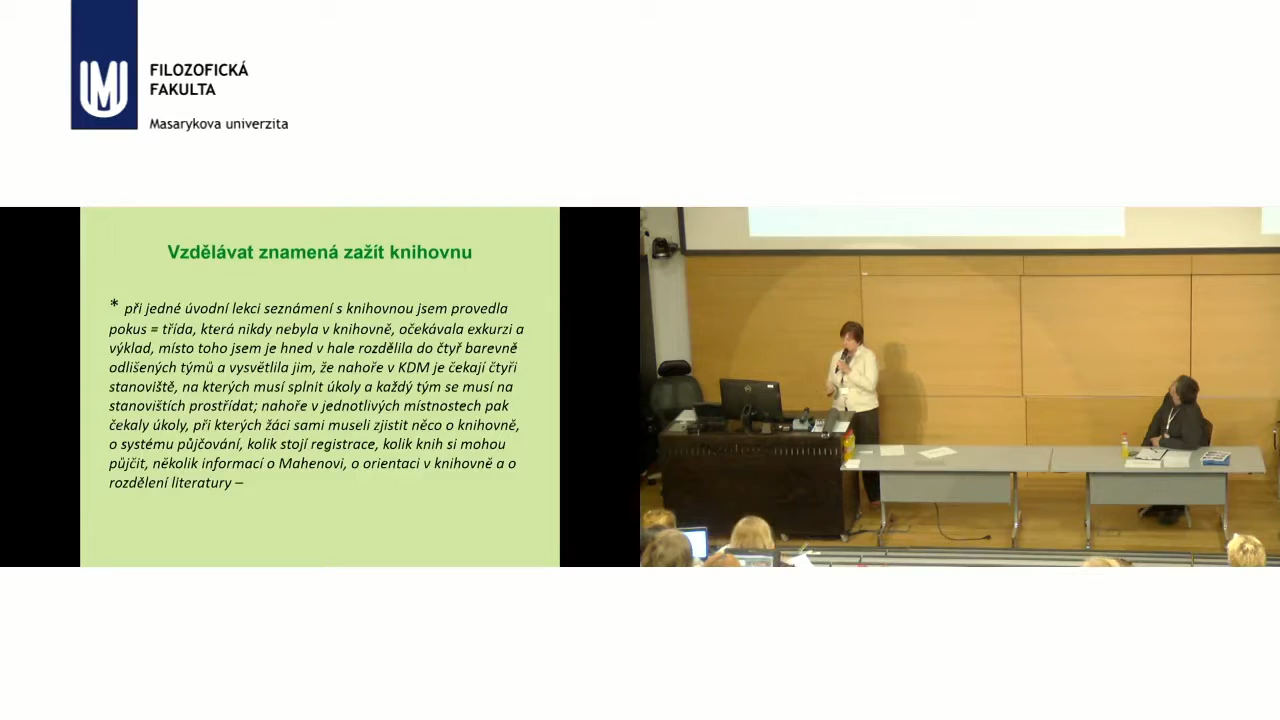 FILOZOFICKÁ
FAKULTA
Masarykova univerzita
Vzdělávat znamená zažít knihovnu
* při jedné úvodní lekci seznámení s knihovnou jsem provedla
pokus = třída, která nikdy nebyla v knihovně, očekávala exkurzi a
výklad, místo toho jsem je hned v hale rozdělila do čtyř barevně
odlišených týmů a vysvětlila jim, že nahoře v KDM je čekají čtyři
stanoviště, na kterých musí splnit úkoly a každý tým se musí na
stanovištích prostřídat; nahoře v jednotlivých místnostech pak
čekaly úkoly, při kterých žáci sami museli zjistit něco o knihovně,
o systému půjčování, kolik stojí registrace, kolik knih si mohou
půjčit, několik informací o Mahenovi, o orientaci v knihovně a o
rozdělení literatury –